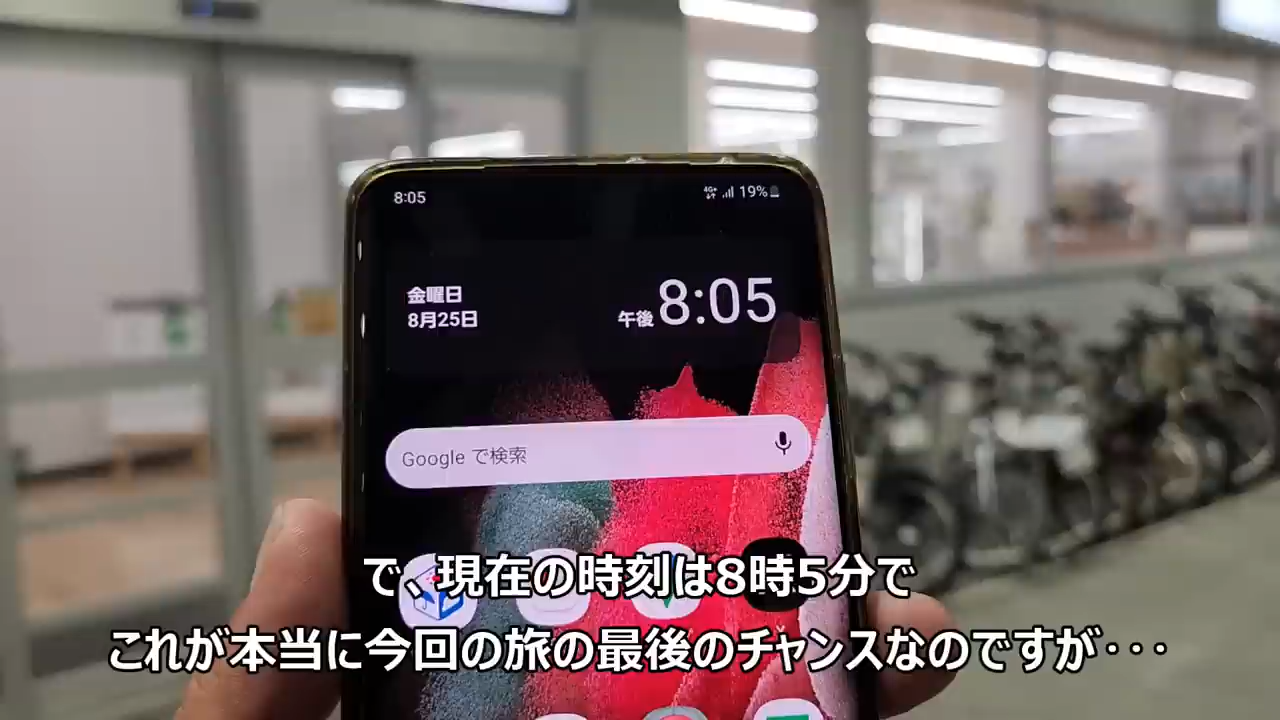 8:05
4G+ 19%
金曜日
8月25日
午後8:05
Google で検索
で、現在の時刻は8時5分で
これが本当に今回の旅の最後のチャンスなのですが･･･